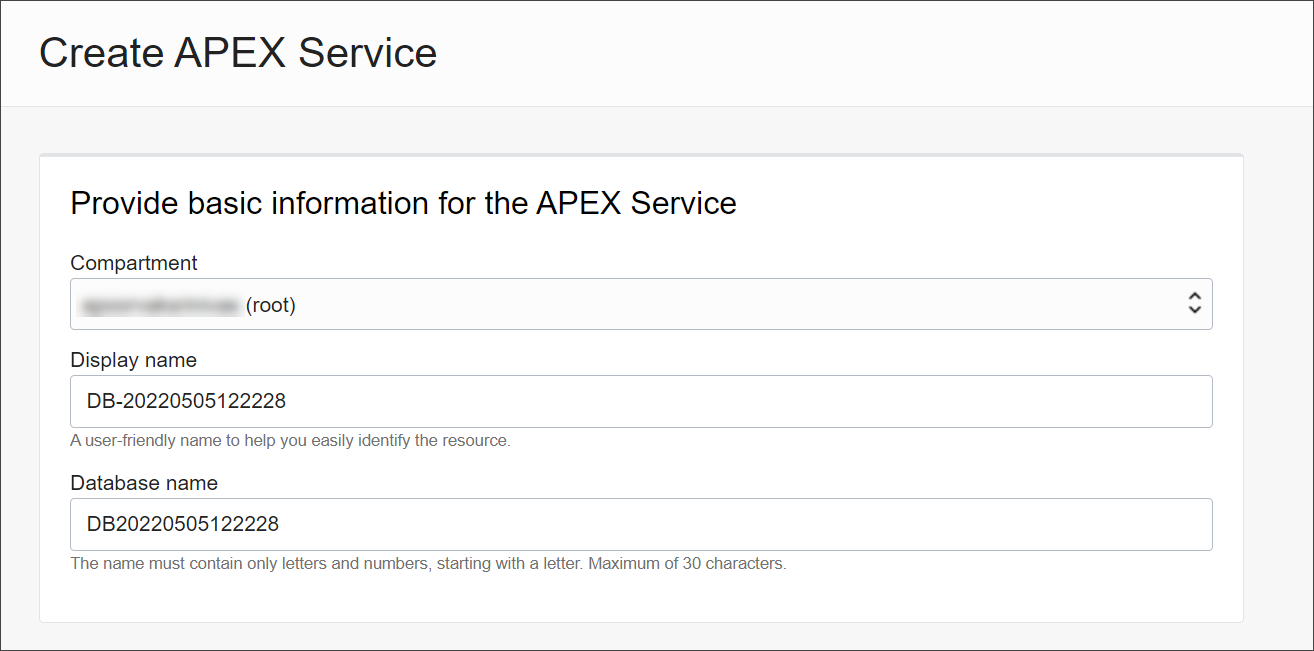 Create APEX Service
Provide basic information for the APEX Service
Compartment
(root)
Display name
DB-20220505122228
A user-friendly name to help you easily identify the resource.
Database name
DB20220505122228
The name must contain only letters and numbers, starting with a letter. Maximum of 30 characters.